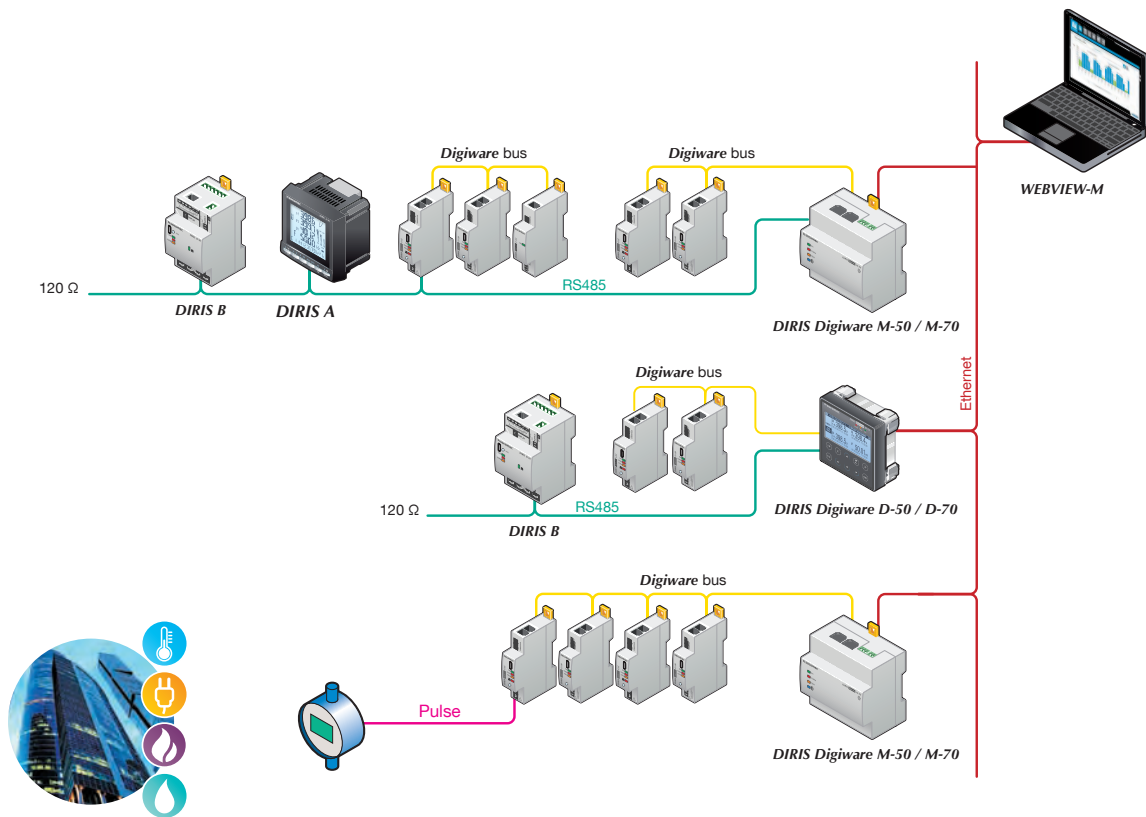 Digiware bus
Digiware bus
WEBVIEW-M
120 Ω
RS485
DIRIS B
DIRIS A
DIRIS Digiware M-50 / M-70
Ethernet
Digiware bus
120 Ω
RS485
DIRIS B
DIRIS Digiware D-50 / D-70
Digiware bus
Pulse
DIRIS Digiware M-50 / M-70